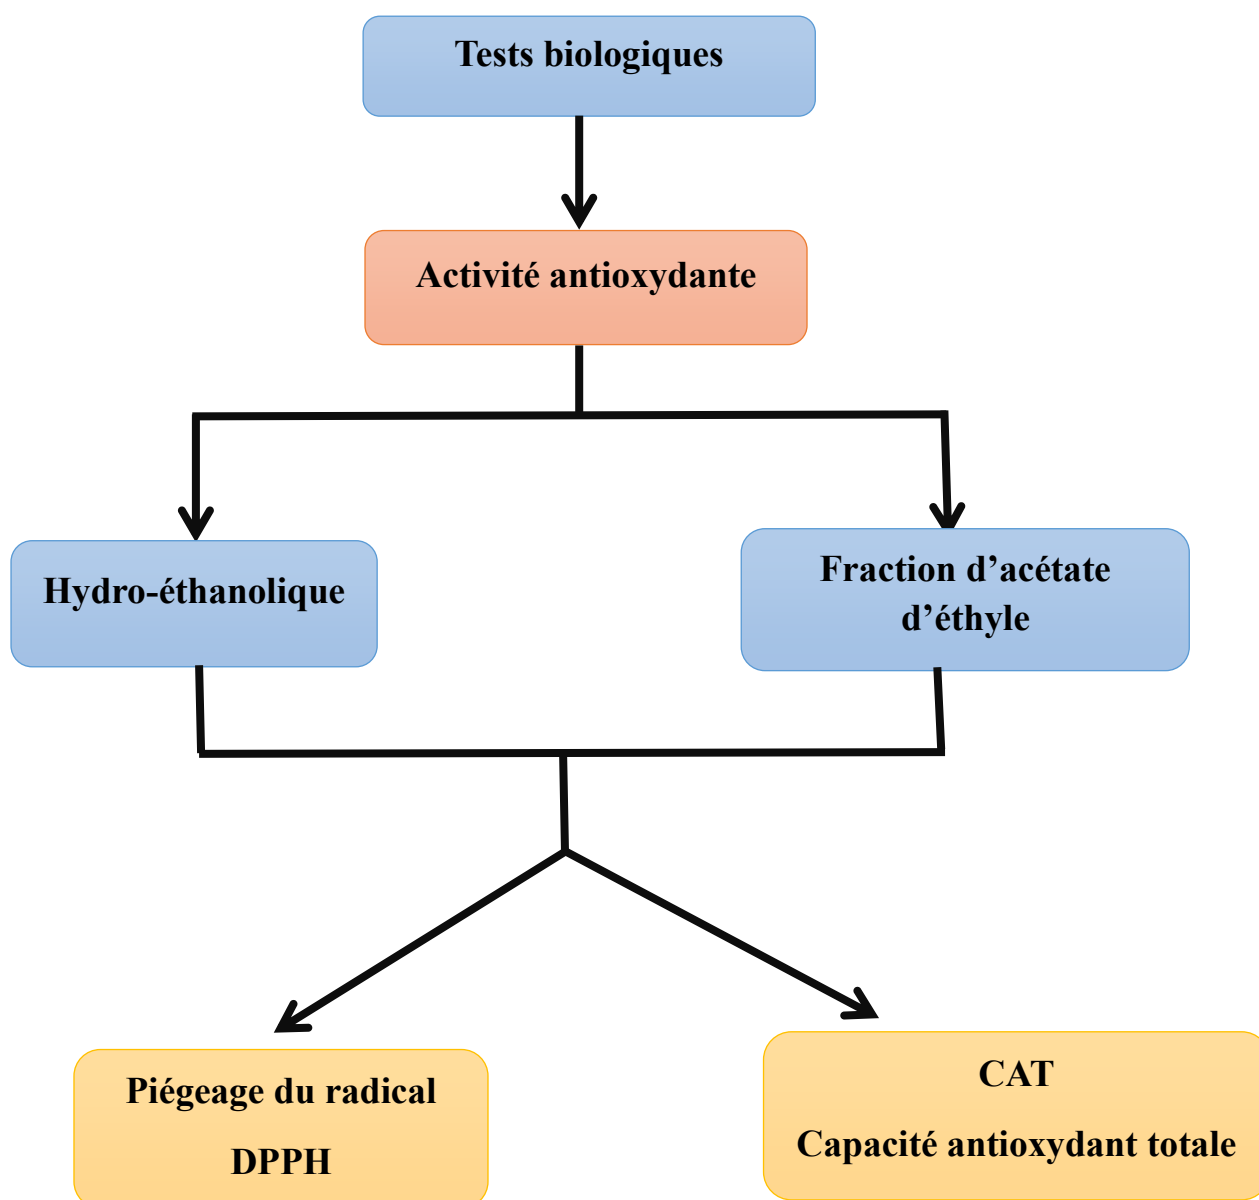 Tests biologiques
Activité antioxydante
Hydro-éthanolique
Fraction d’acétate
d’éthyle
Piégeage du radical
DPPH
CAT
Capacité antioxydant totale